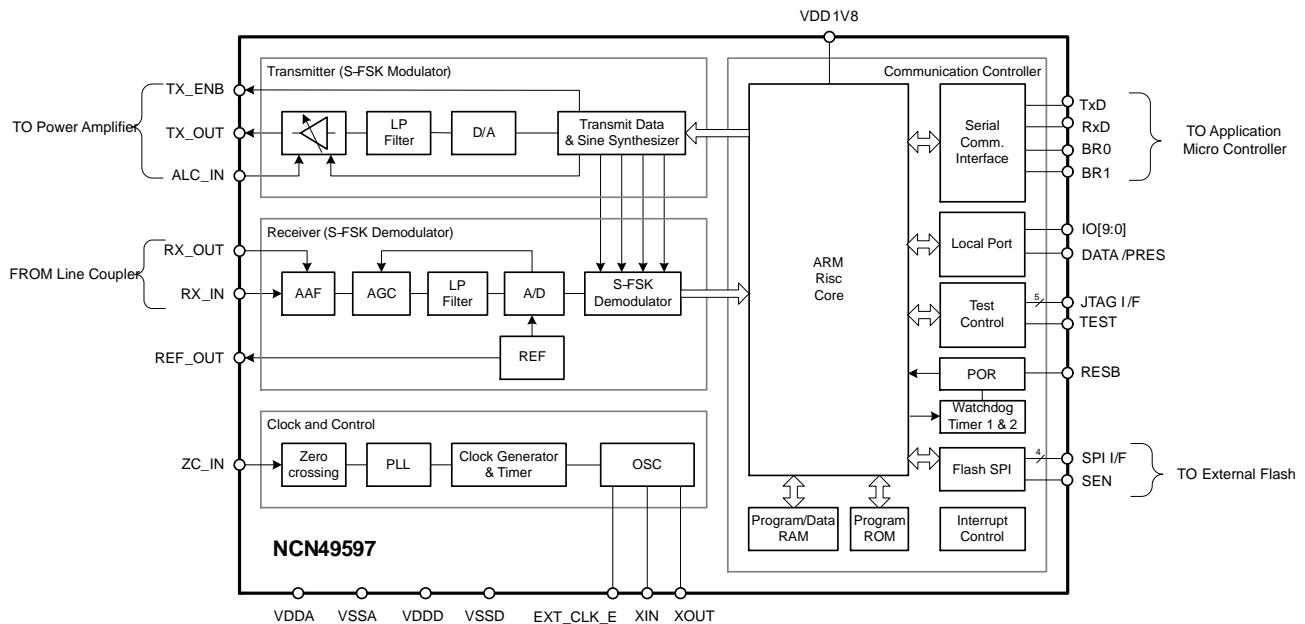 VDD1V8
Transmitter (S-FSK Modulator)
Communication Controller
TX_ENB
TO Power Amplifier
TX_OUT
ALC_IN
LP
Filter
D/A
Transmit Data
& Sine Synthesizer
Serial
Comm.
Interface
TxD
RxD
BR0
BR1
TO Application
Micro Controller
Receiver (S-FSK Demodulator)
RX_OUT
FROM Line Coupler
RX_IN
REF_OUT
AAF
AGC
LP
Filter
A/D
S-FSK
Demodulator
REF
ARM
Risc
Core
Local Port
IO[9:0]
DATA/PRES
Test
Control
5
JTAG I/F
TEST
POR
RESB
Watchdog
Timer 1 & 2
Clock and Control
ZC_IN
Zero
crossing
PLL
Clock Generator
& Timer
OSC
Flash SPI
4
SPI I/F
SEN
TO External Flash
Program/Data
RAM
Program
ROM
Interrupt
Control
NCN49597
VDDA
VSSA
VDDD
VSSD
EXT_CLK_E
XIN
XOUT